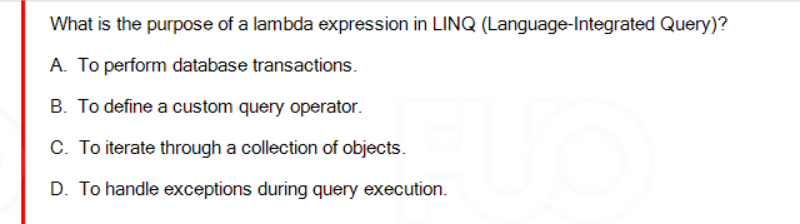 What is the purpose of a lambda expression in LINQ (Language-Integrated Query)?
A. To perform database transactions.
B. To define a custom query operator.
C. To iterate through a collection of objects.
D. To handle exceptions during query execution.
FUO